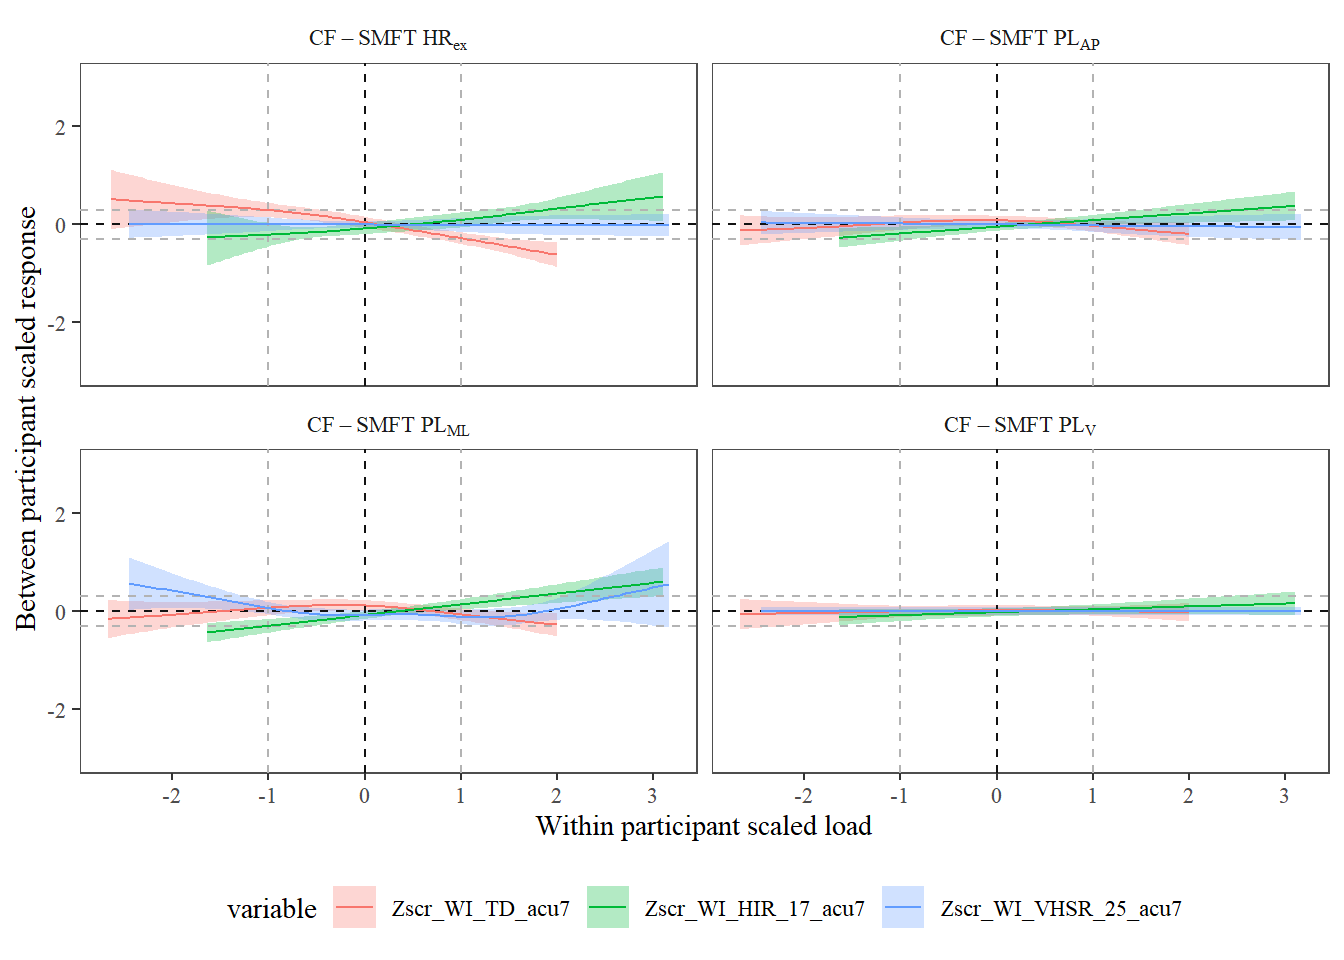 CF – SMFT HRex
CF – SMFT PLAP
2
0
-2
CF – SMFT PLML
CF – SMFT PLV
2
0
-2
-2 -1 0 1 2 3
-2 -1 0 1 2 3
Between participant scaled response
Within participant scaled load
variable Zscr_WI_TD_acu7 Zscr_WI_HIR_17_acu7 Zscr_WI_VHSR_25_acu7